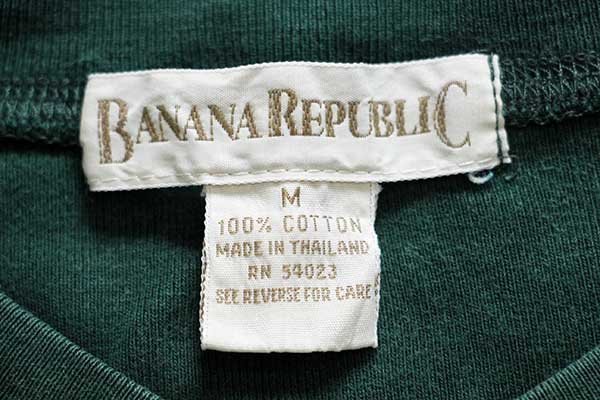 BANANA REPUBLIC
M
100% COTTON
MADE IN THAILAND
RN 54023
SEE REVERSE FOR CARE